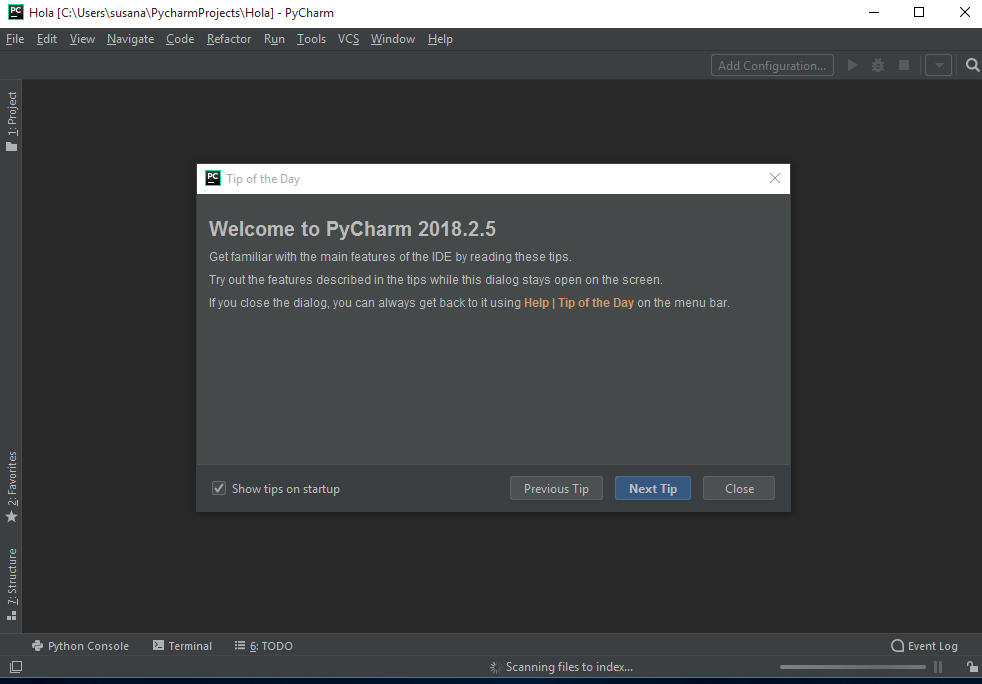 PC Hola [C:\Users\susana\PycharmProjects\Hola] - PyCharm
File Edit View Navigate Code Refactor Run Tools VCS Window Help
Add Configuration...
1: Project
PC Tip of the Day
Welcome to PyCharm 2018.2.5
Get familiar with the main features of the IDE by reading these tips.
Try out the features described in the tips while this dialog stays open on the screen.
If you close the dialog, you can always get back to it using Help | Tip of the Day on the menu bar.
Show tips on startup Previous Tip Next Tip Close
2: Favorites
7: Structure
Python Console Terminal 6: TODO Event Log
Scanning files to index...